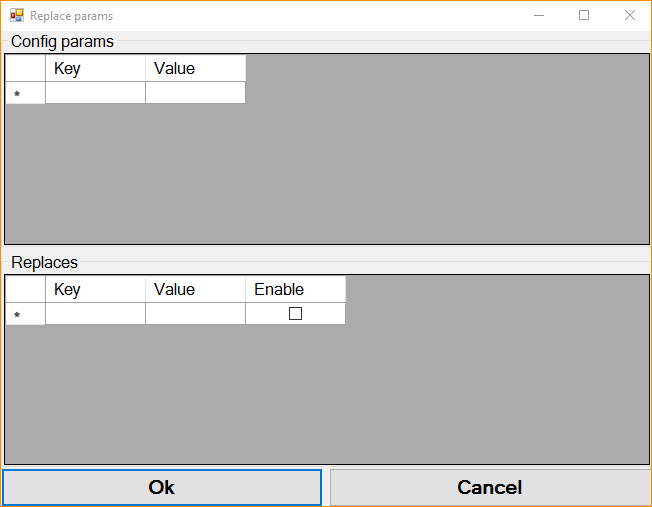 Replace params
Config params
Key Value
*
Replaces
Key Value Enable
*
Ok Cancel